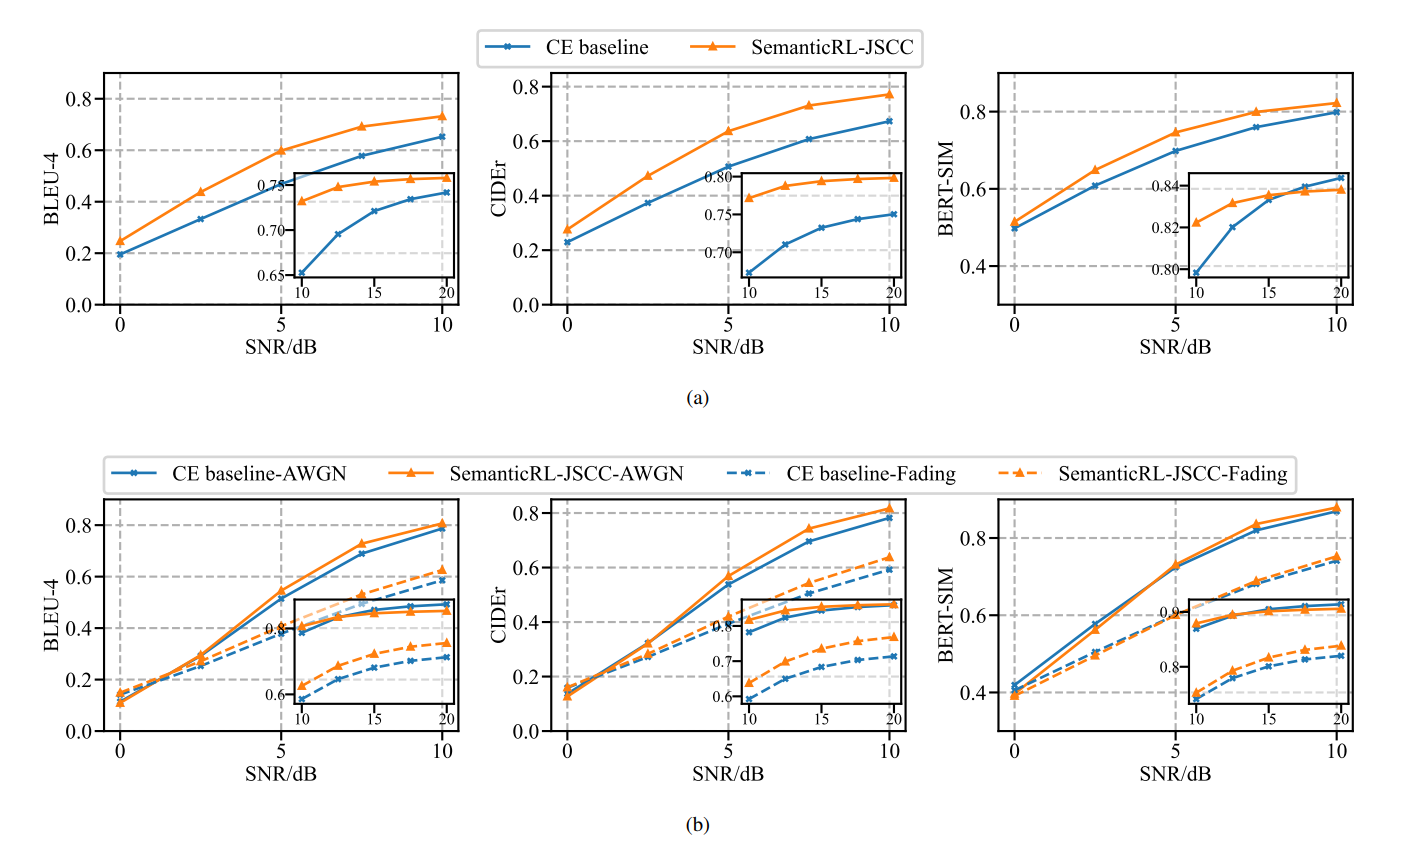 CE baseline SemanticRL-JSCC
BLEU-4
0.8
0.6
0.4
0.2
0.0
0 5 10
SNR/dB
0.75
0.70
0.65
10 15 20
CIDEr
0.8
0.6
0.4
0.2
0.0
0 5 10
SNR/dB
0.80
0.75
0.70
10 15 20
BERT-SIM
0.8
0.6
0.4
0 5 10
SNR/dB
0.84
0.82
0.80
10 15 20
(a)
CE baseline-AWGN SemanticRL-JSCC-AWGN CE baseline-Fading SemanticRL-JSCC-Fading
BLEU-4
0.8
0.6
0.4
0.2
0.0
0 5 10
SNR/dB
0.8
0.6
10 15 20
CIDEr
0.8
0.6
0.4
0.2
0.0
0 5 10
SNR/dB
0.8
0.7
0.6
10 15 20
BERT-SIM
0.8
0.6
0.4
0 5 10
SNR/dB
0.9
0.8
10 15 20
(b)